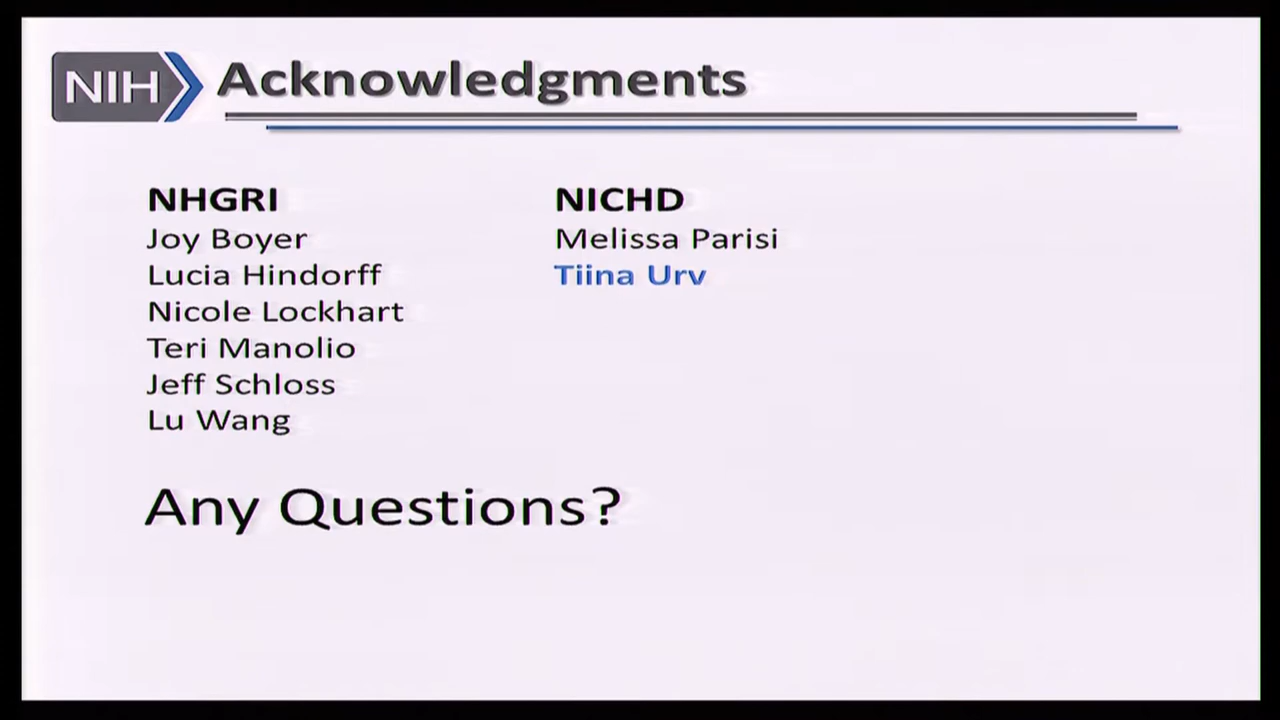 NIH
Acknowledgments
NHGRI
Joy Boyer
Lucia Hindorff
Nicole Lockhart
Teri Manolio
Jeff Schloss
Lu Wang
NICHD
Melissa Parisi
Tiina Urv
Any Questions?